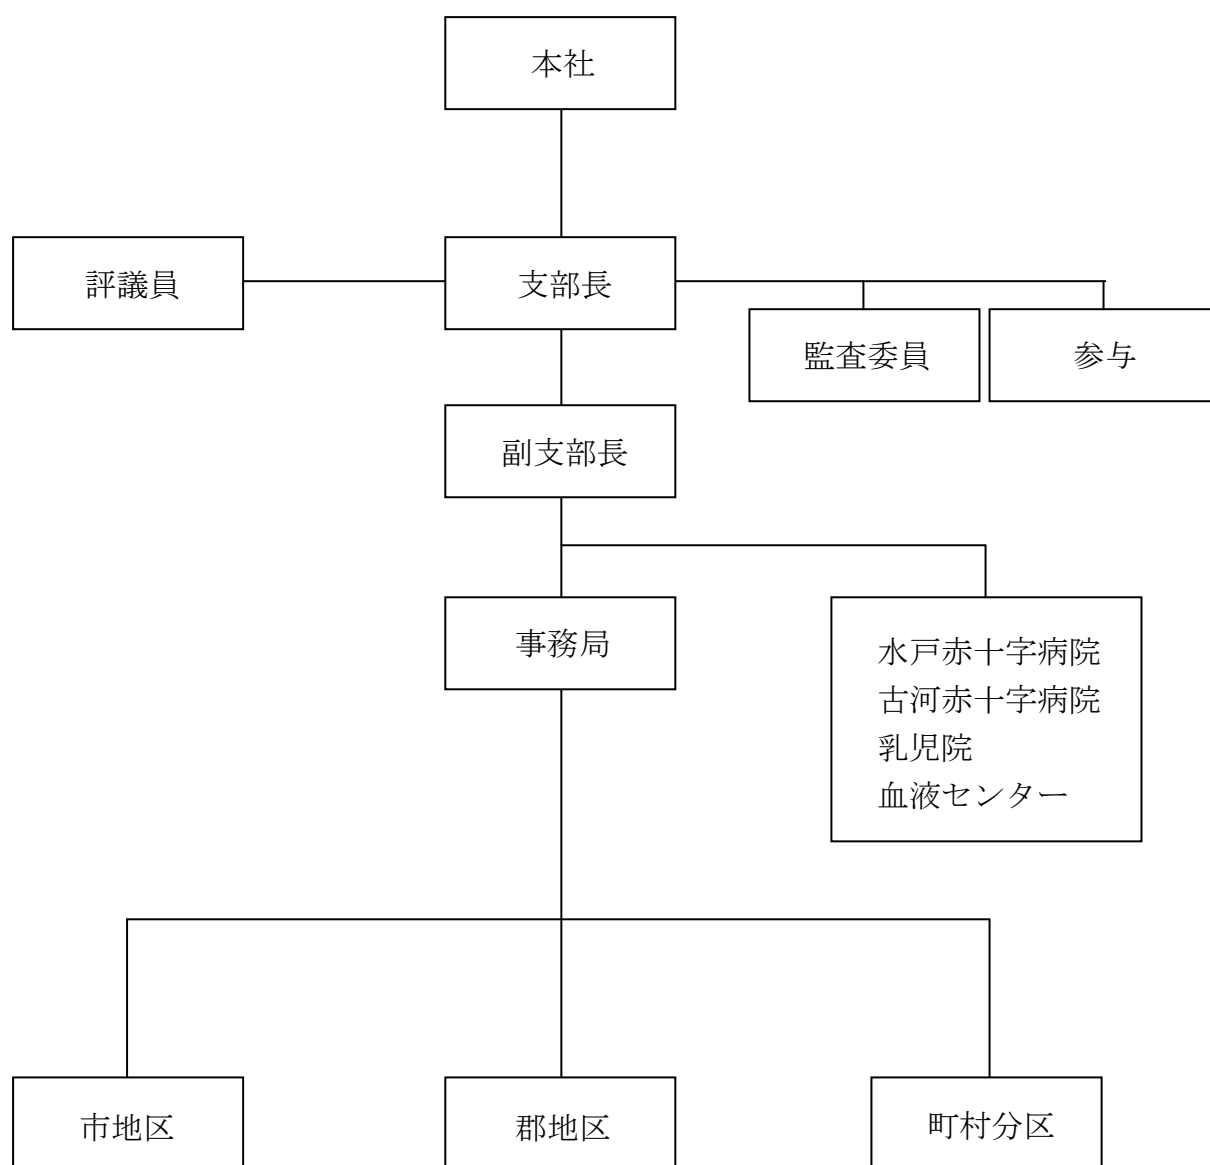 本社
評議員
支部長
監査委員
参与
副支部長
事務局
水戸赤十字病院
古河赤十字病院
乳児院
血液センター
市地区
郡地区
町村分区